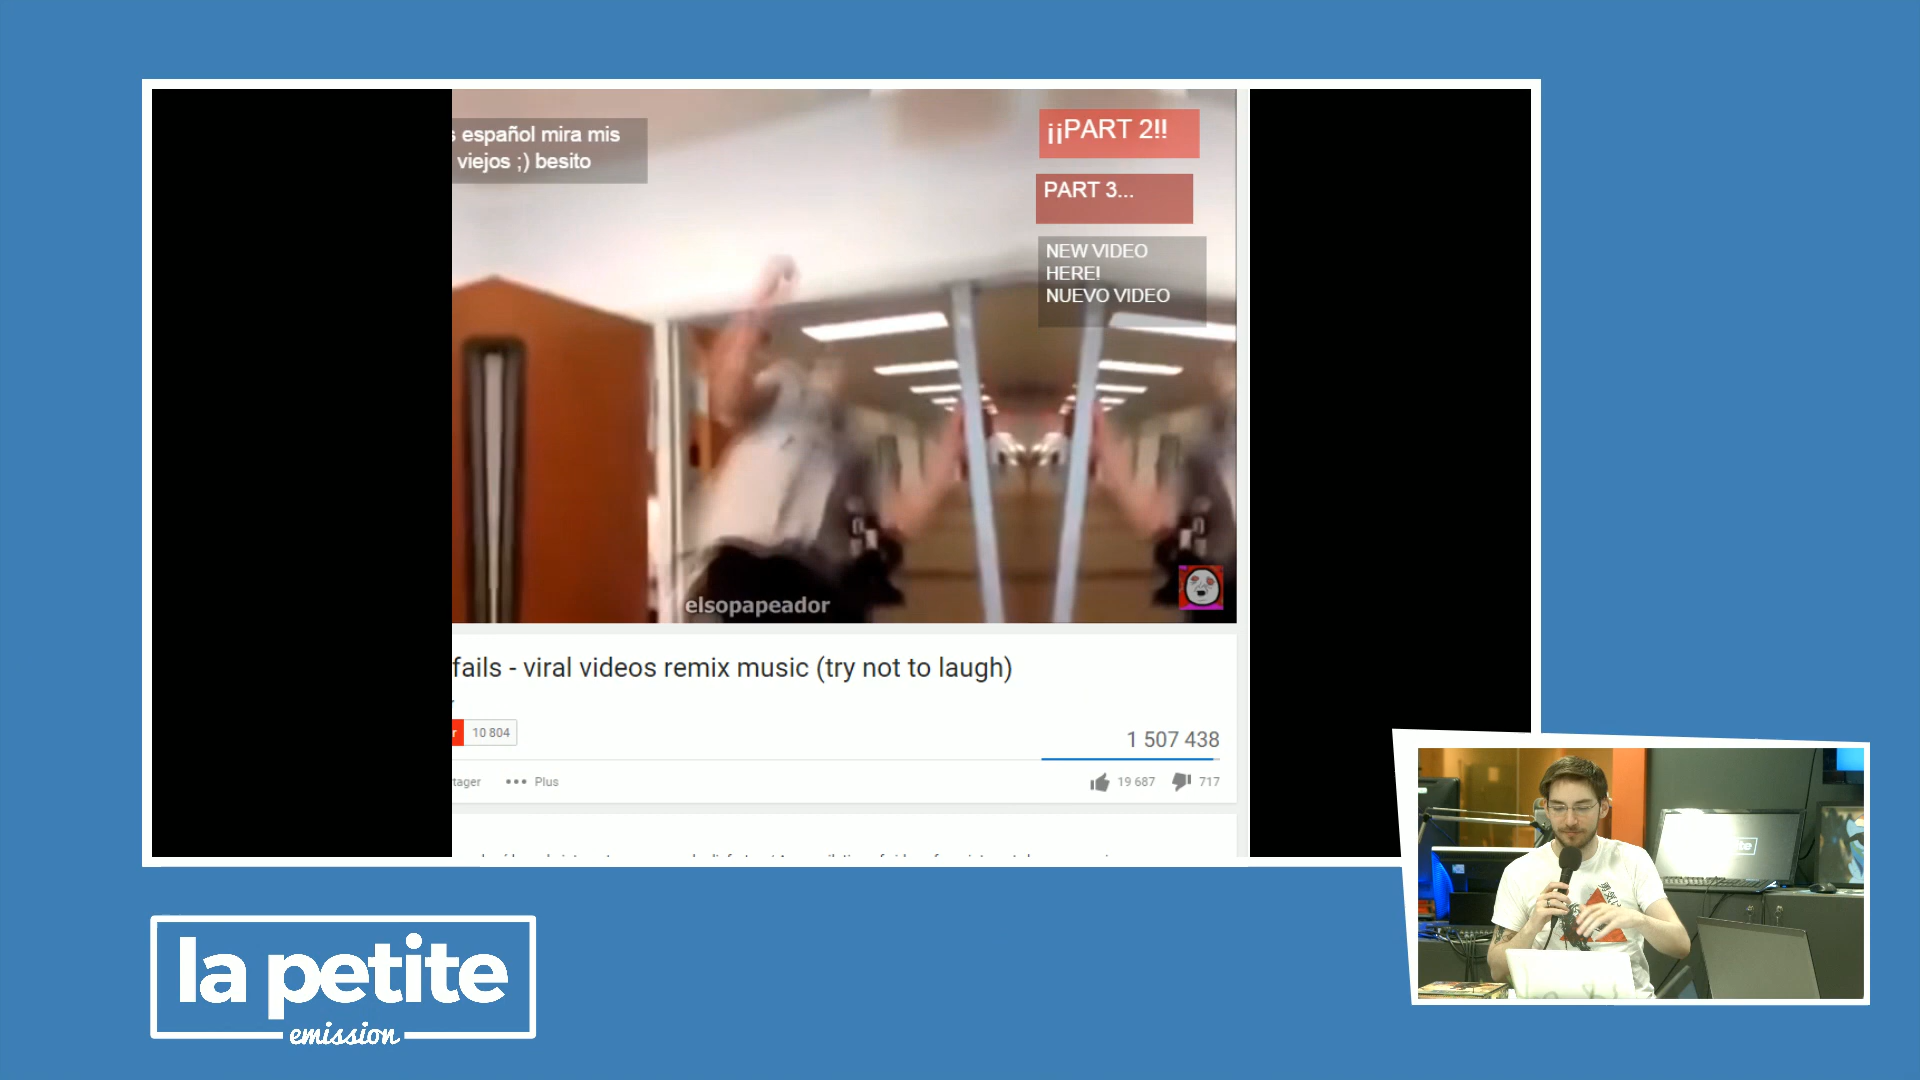 español mira mis
viejos ;) besito
¡¡PART 2!!
PART 3...
NEW VIDEO
HERE!
NUEVO VIDEO
elsopapeador
fails - viral videos remix music (try not to laugh)
r 10 804
1 507 438
tager ••• Plus
19 687 717
la petite
emission